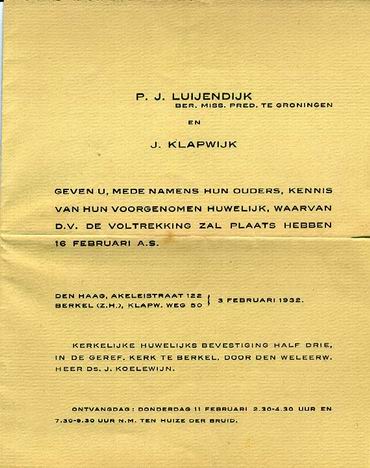 P. J. LUIJENDIJK
BER. MISS. PRED. TE GRONINGEN
EN
J. KLAPWIJK
GEVEN U, MEDE NAMENS HUN OUDERS, KENNIS
VAN HUN VOORGENOMEN HUWELIJK, WAARVAN
D.V. DE VOLTREKKING ZAL PLAATS HEBBEN
16 FEBRUARI A.S.
DEN HAAG, AKELEISTRAAT 122
BERKEL (Z.H.), KLAPW. WEG 50 } 3 FEBRUARI 1932.
KERKELIJKE HUWELIJKS BEVESTIGING HALF DRIE,
IN DE GEREF. KERK TE BERKEL, DOOR DEN WELEERW.
HEER DS. J. KOELEWIJN.
ONTVANGDAG: DONDERDAG 11 FEBRUARI 2.30-4.30 UUR EN
7.30-9.30 UUR N.M. TEN HUIZE DER BRUID.